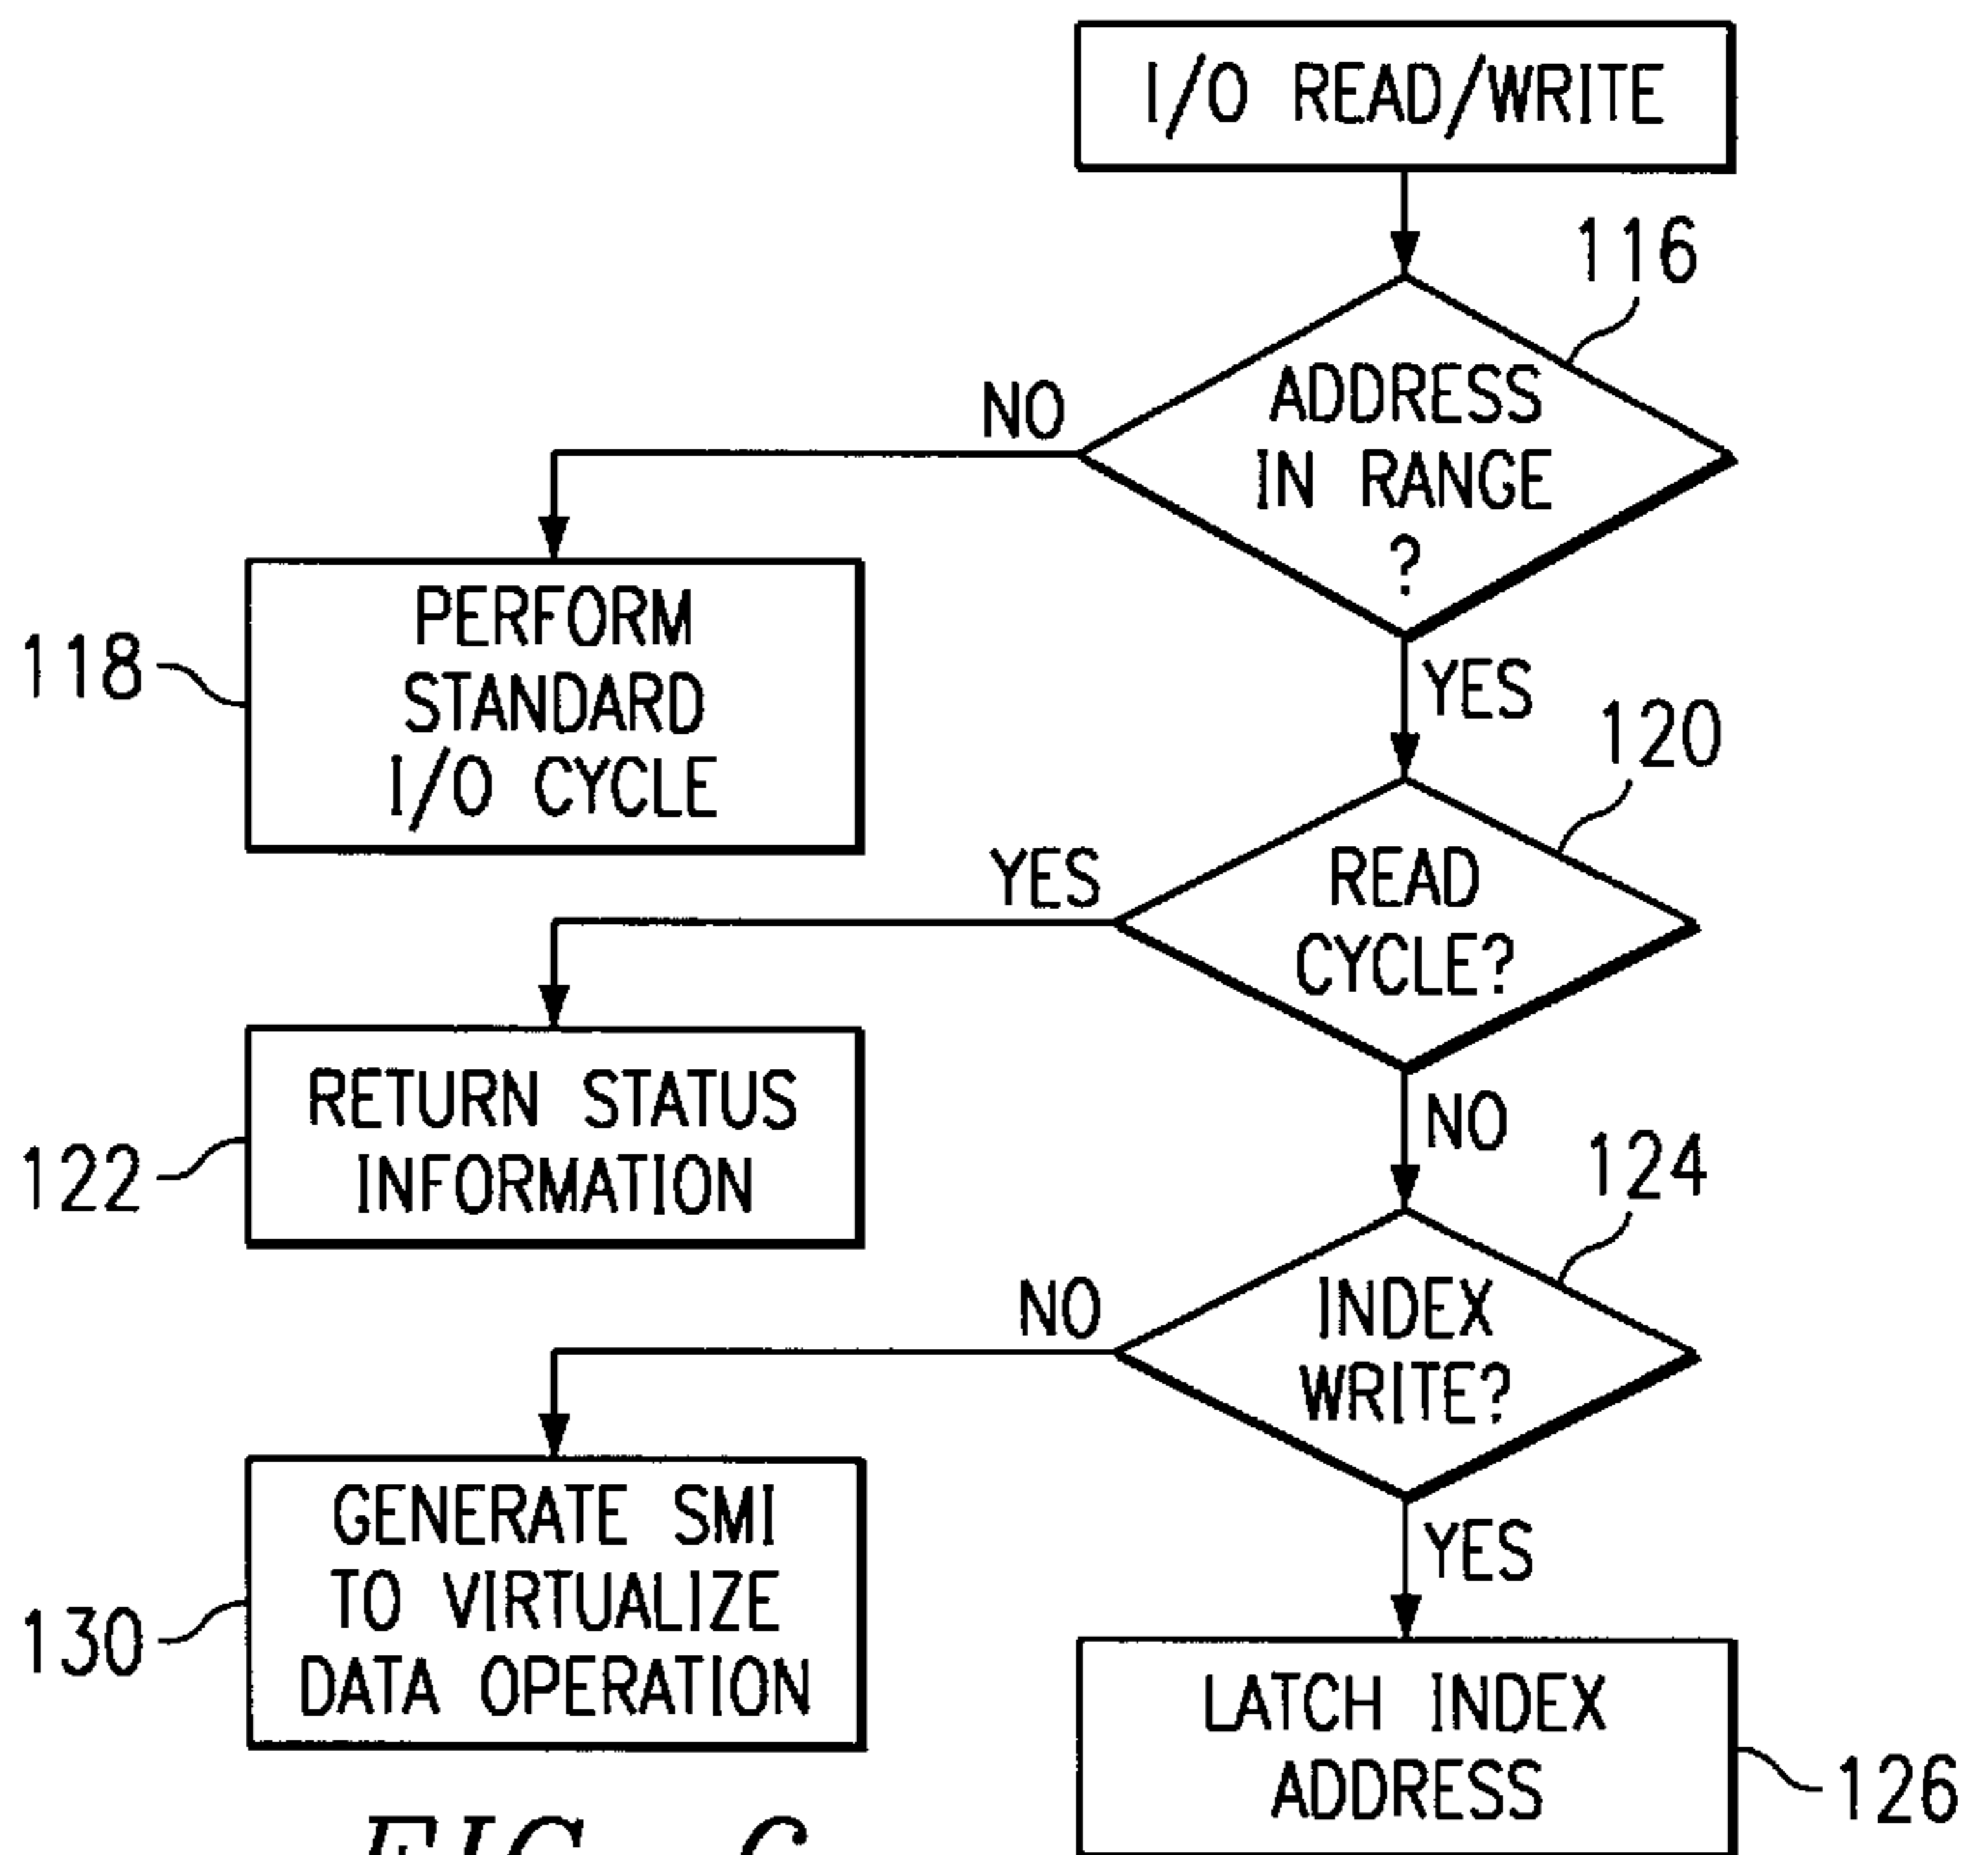 I/O READ/WRITE
116
ADDRESS
IN RANGE
?
NO
YES
118
PERFORM
STANDARD
I/O CYCLE
120
READ
CYCLE?
YES
NO
122
RETURN STATUS
INFORMATION
124
INDEX
WRITE?
NO
YES
130
GENERATE SMI
TO VIRTUALIZE
DATA OPERATION
LATCH INDEX
ADDRESS
126